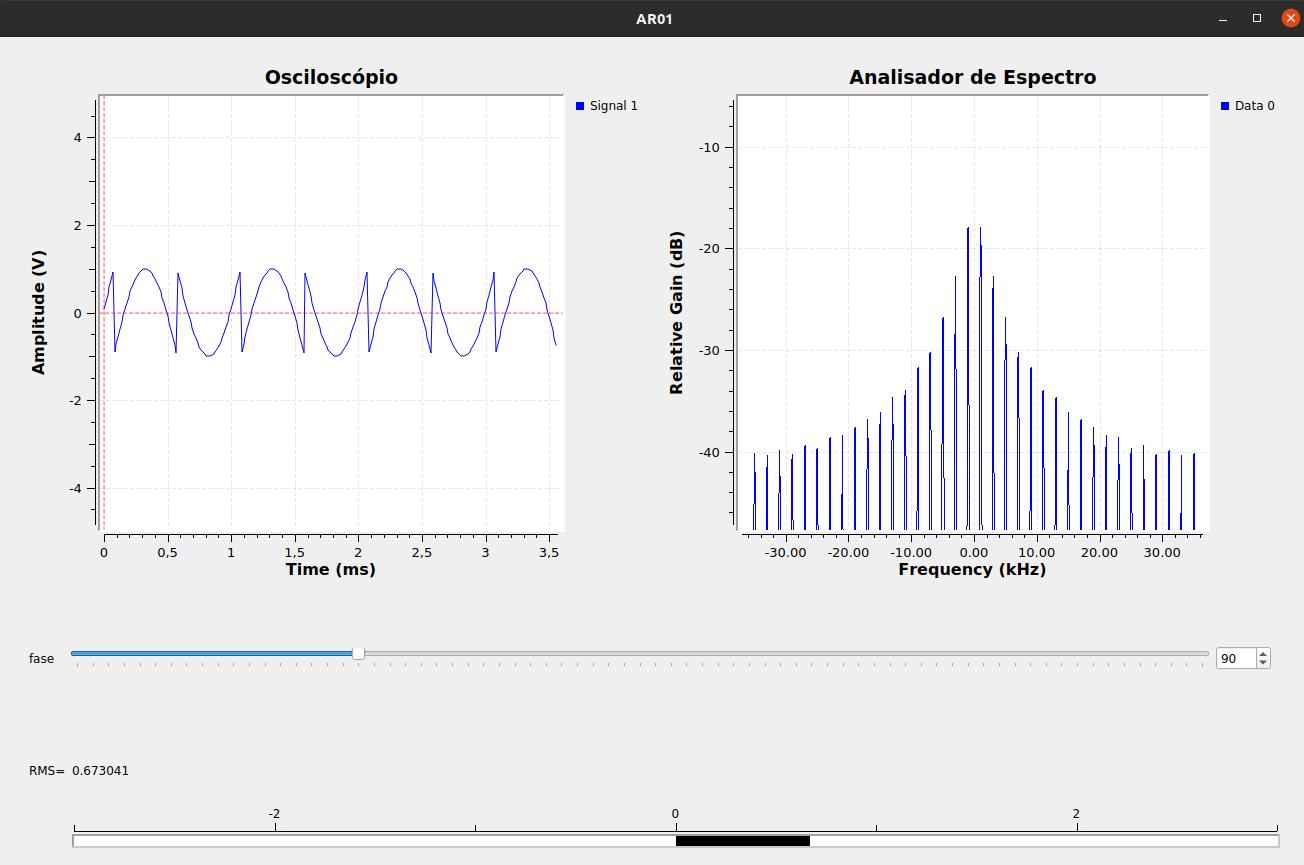 AR01
Osciloscópio
Signal 1
Amplitude (V)
4
2
0
-2
-4
0 0,5 1 1,5 2 2,5 3 3,5
Time (ms)
Analisador de Espectro
Data 0
Relative Gain (dB)
-10
-20
-30
-40
-30.00 -20.00 -10.00 0.00 10.00 20.00 30.00
Frequency (kHz)
fase 90
RMS= 0.673041
-2 0 2